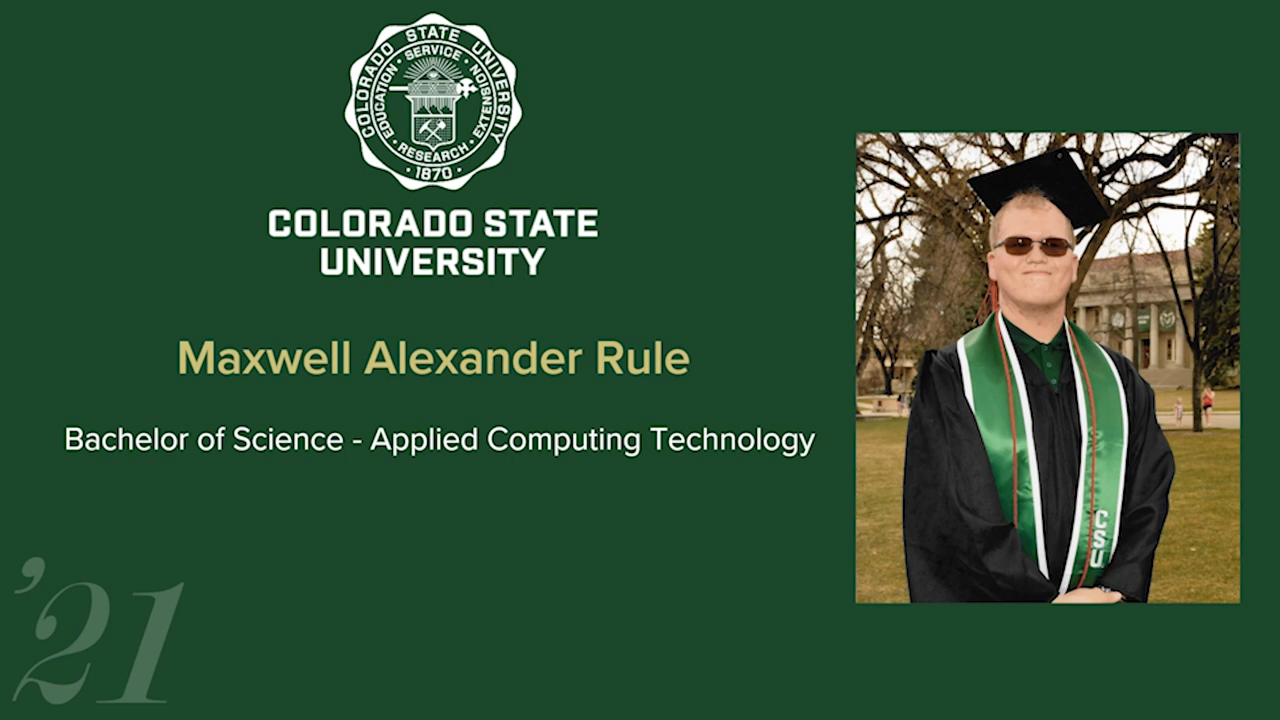 COLORADO STATE UNIVERSITY
EDUCATION • SERVICE • EXTENSION
• RESEARCH •
• 1870 •
COLORADO STATE
UNIVERSITY
Maxwell Alexander Rule
Bachelor of Science - Applied Computing Technology
CSU
’21